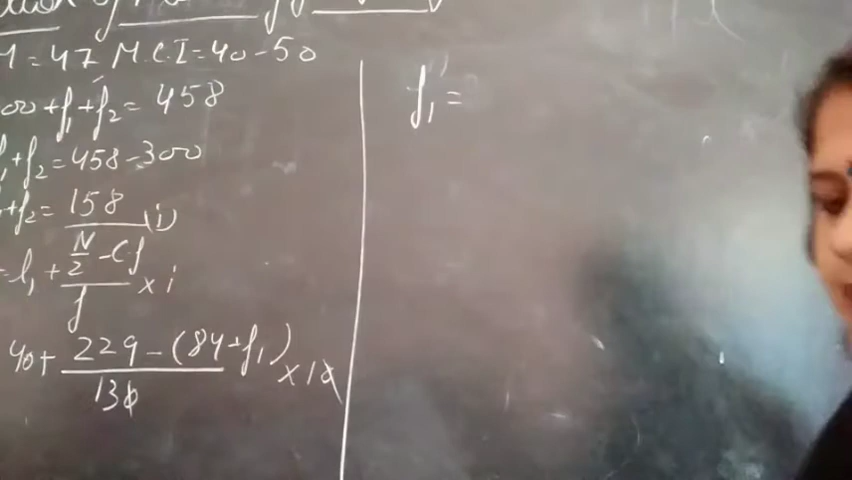 M = 47 M.C.I = 40-50
00 + f₁ + f₂ = 458
f₁ + f₂ = 458 - 300
+ f₂ = 158 (i)
= l₁ + (N/2 - Cf)/f × i
40 + (229 - (84 + f₁))/130 × 10
f₁ =